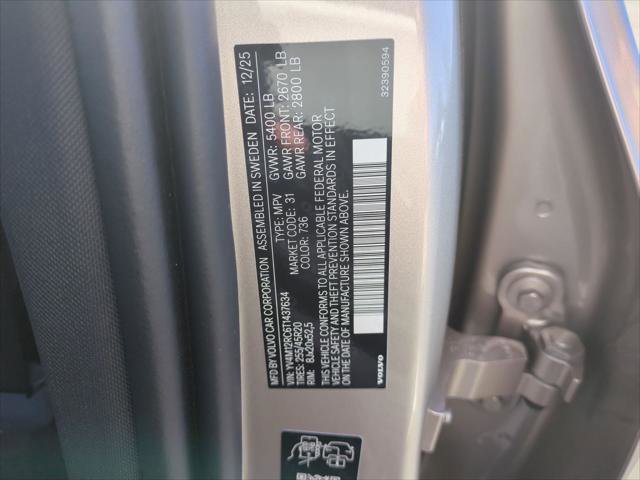 MFD BY VOLVO CAR CORPORATION ASSEMBLED IN SWEDEN DATE: 12/25
GVWR: 5400 LB
GAWR FRONT: 2670 LB
GAWR REAR: 2800 LB
TYPE: MPV
MARKET CODE: 31
COLOR: 736
VIN: YV4M12RC6T1437634
TIRES: 255/45R20
RIM: 8Jx20x52,5
THIS VEHICLE CONFORMS TO ALL APPLICABLE FEDERAL MOTOR
VEHICLE SAFETY AND THEFT PREVENTION STANDARDS IN EFFECT
ON THE DATE OF MANUFACTURE SHOWN ABOVE.
32390594
VOLVO